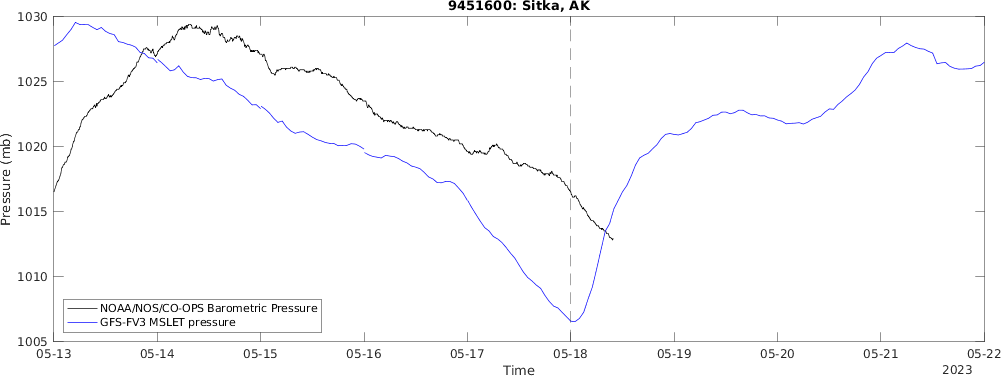 9451600: Sitka, AK
1030
1025
1020
1015
1010
1005
Pressure (mb)
NOAA/NOS/CO-OPS Barometric Pressure
GFS-FV3 MSLET pressure
05-13 05-14 05-15 05-16 05-17 05-18 05-19 05-20 05-21 05-22
Time
2023